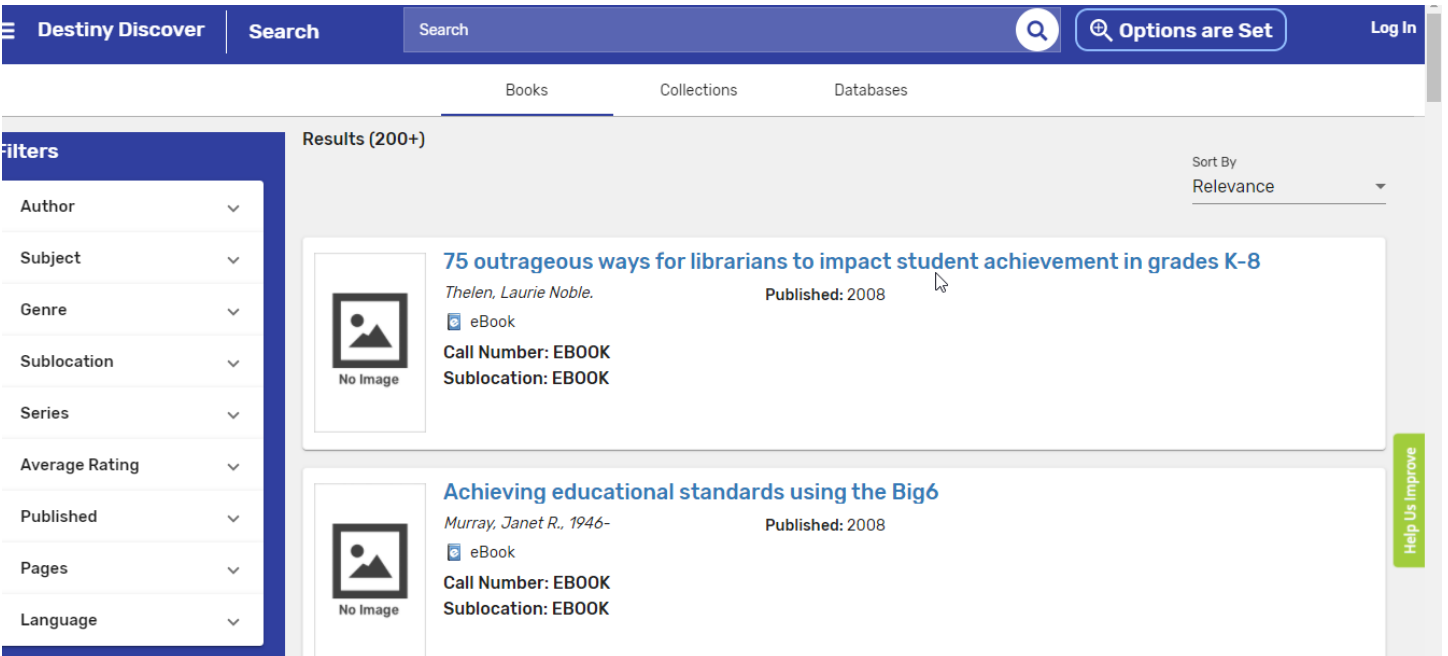 Destiny Discover
Search
Search
Options are Set
Log In
Books
Collections
Databases
Filters
Author
Subject
Genre
Sublocation
Series
Average Rating
Published
Pages
Language
Results (200+)
Sort By
Relevance
No Image
75 outrageous ways for librarians to impact student achievement in grades K-8
Thelen, Laurie Noble.
Published: 2008
eBook
Call Number: EBOOK
Sublocation: EBOOK
No Image
Achieving educational standards using the Big6
Murray, Janet R., 1946-
Published: 2008
eBook
Call Number: EBOOK
Sublocation: EBOOK
Help Us Improve